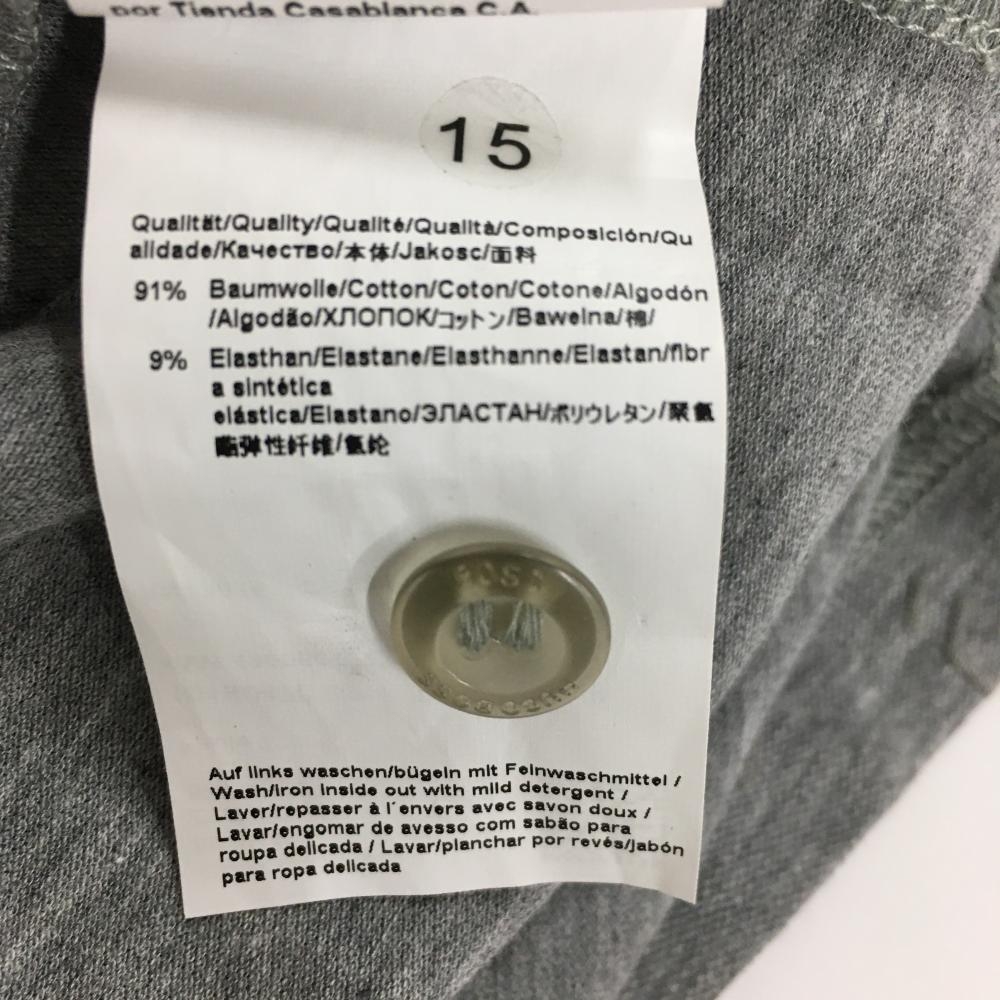 por Tienda Casablanca C.A.
15
Qualität/Quality/Qualité/Qualità/Composición/Qu
alidade/Качество/本体/Jakosc/面料
91% Baumwolle/Cotton/Coton/Cotone/Algodón
/Algodão/ХЛОПОК/コットン/Bawelna/棉/
9% Elasthan/Elastane/Elasthanne/Elastan/fibr
a sintética
elástica/Elastano/ЭЛАСТАН/ポリウレタン/聚氨
酯弹性纤维/氨纶
Auf links waschen/bügeln mit Feinwaschmittel /
Wash/iron inside out with mild detergent /
Laver/repasser à l´envers avec savon doux /
Lavar/engomar de avesso com sabão para
roupa delicada / Lavar/planchar por revés/jabón
para ropa delicada